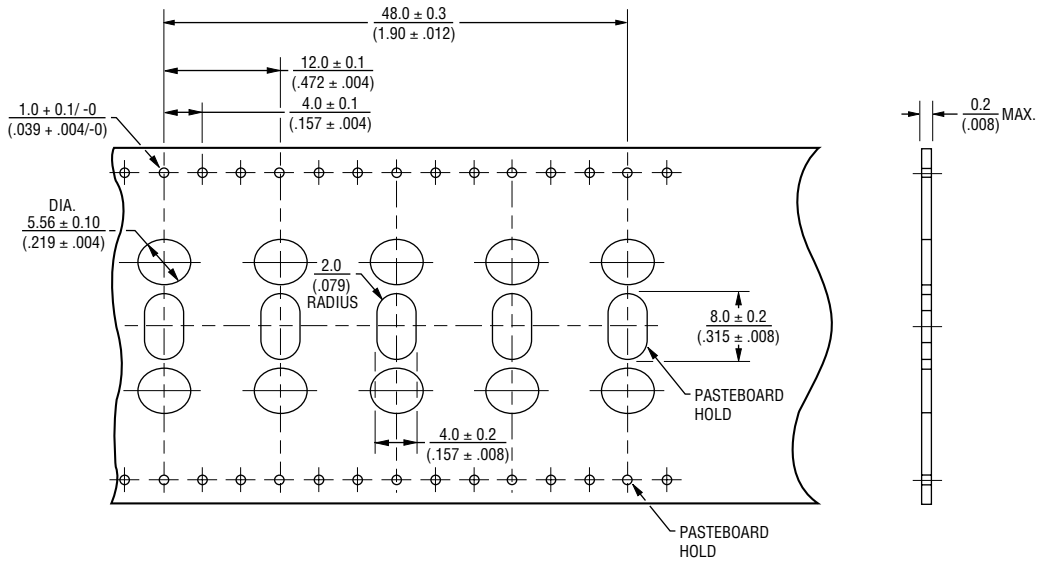 48.0 ± 0.3
(1.90 ± .012)
12.0 ± 0.1
(.472 ± .004)
1.0 + 0.1/ -0
(.039 + .004/-0)
4.0 ± 0.1
(.157 ± .004)
0.2
(.008)
MAX.
DIA.
5.56 ± 0.10
(.219 ± .004)
2.0
(.079)
RADIUS
8.0 ± 0.2
(.315 ± .008)
PASTEBOARD
HOLD
4.0 ± 0.2
(.157 ± .008)
PASTEBOARD
HOLD